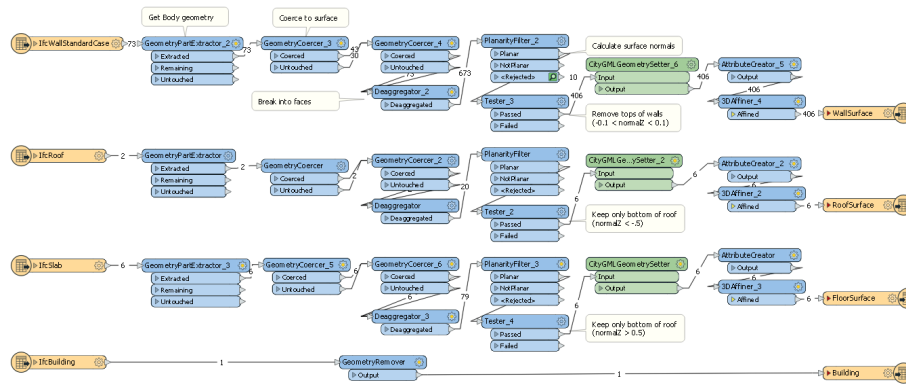 Get Body geometry
Coerce to surface
IfcWallStandardCase
73
GeometryPartExtractor_2
Extracted
Remaining
Untouched
73
GeometryCoercer_3
Coerced
Untouched
43
30
GeometryCoercer_4
Coerced
Untouched
73
Break into faces
Deaggregator_2
Deaggregated
673
PlanarityFilter_2
Planar
NotPlanar
<Rejected>
10
Calculate surface normals
Tester_3
Passed
Failed
406
CityGMLGeometrySetter_6
Input
Output
406
Remove tops of walls
(-0.1 < normalZ < 0.1)
AttributeCreator_5
Output
406
3DAffiner_4
Affined
406
WallSurface
IfcRoof
2
GeometryPartExtractor
Extracted
Remaining
Untouched
2
GeometryCoercer
Coerced
Untouched
2
GeometryCoercer_2
Coerced
Untouched
Deaggregator
Deaggregated
20
PlanarityFilter
Planar
NotPlanar
<Rejected>
Tester_2
Passed
Failed
6
CityGMLGe...ySetter_2
Input
Output
6
Keep only bottom of roof
(normalZ < -.5)
AttributeCreator_2
Output
6
3DAffiner_2
Affined
6
RoofSurface
IfcSlab
6
GeometryPartExtractor_3
Extracted
Remaining
Untouched
6
GeometryCoercer_5
Coerced
Untouched
6
GeometryCoercer_6
Coerced
Untouched
6
Deaggregator_3
Deaggregated
79
PlanarityFilter_3
Planar
NotPlanar
<Rejected>
Tester_4
Passed
Failed
6
CityGMLGeometrySetter
Input
Output
6
Keep only bottom of roof
(normalZ > 0.5)
AttributeCreator
Output
6
3DAffiner_3
Affined
6
FloorSurface
IfcBuilding
1
GeometryRemover
Output
1
Building